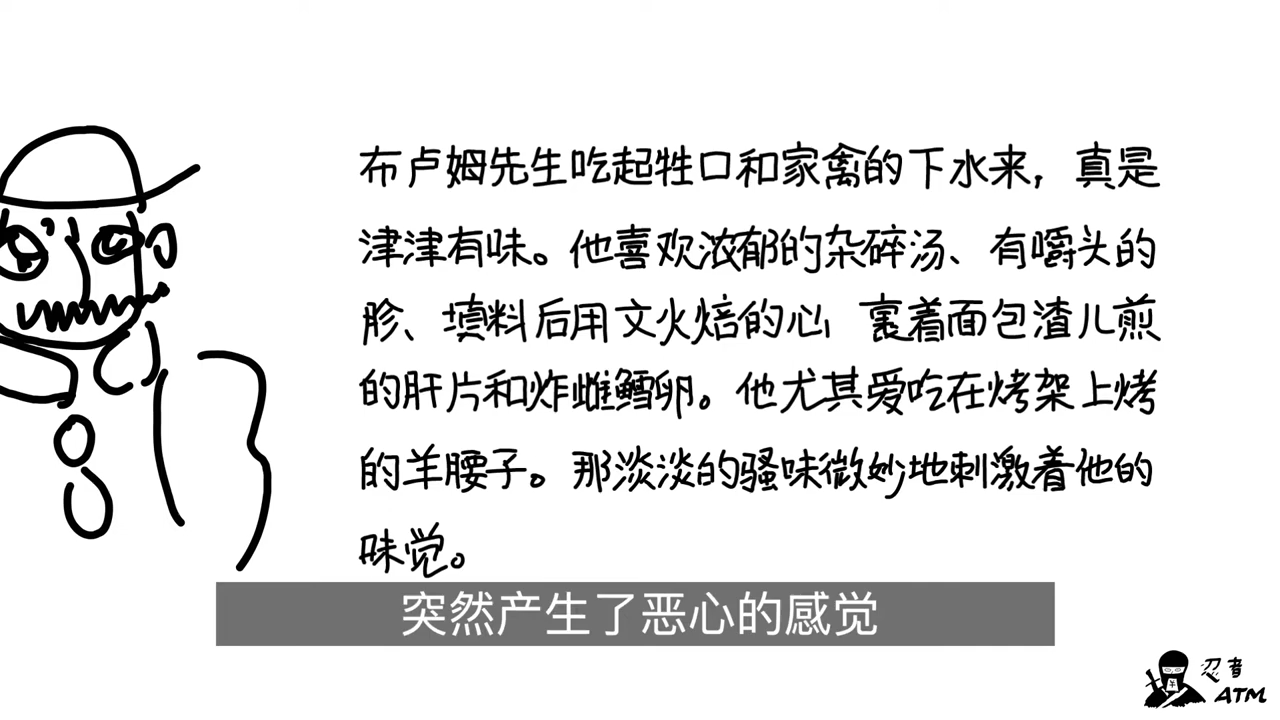 布卢姆先生吃起牲口和家禽的下水来，真是
津津有味。他喜欢浓郁的杂碎汤、有嚼头的
胗、填料后用文火焙的心，裹着面包渣儿煎
的肝片和炸雌鳕卵。他尤其爱吃在烤架上烤
的羊腰子。那淡淡的骚味微妙地刺激着他的
味觉。
突然产生了恶心的感觉
忍者
ATM